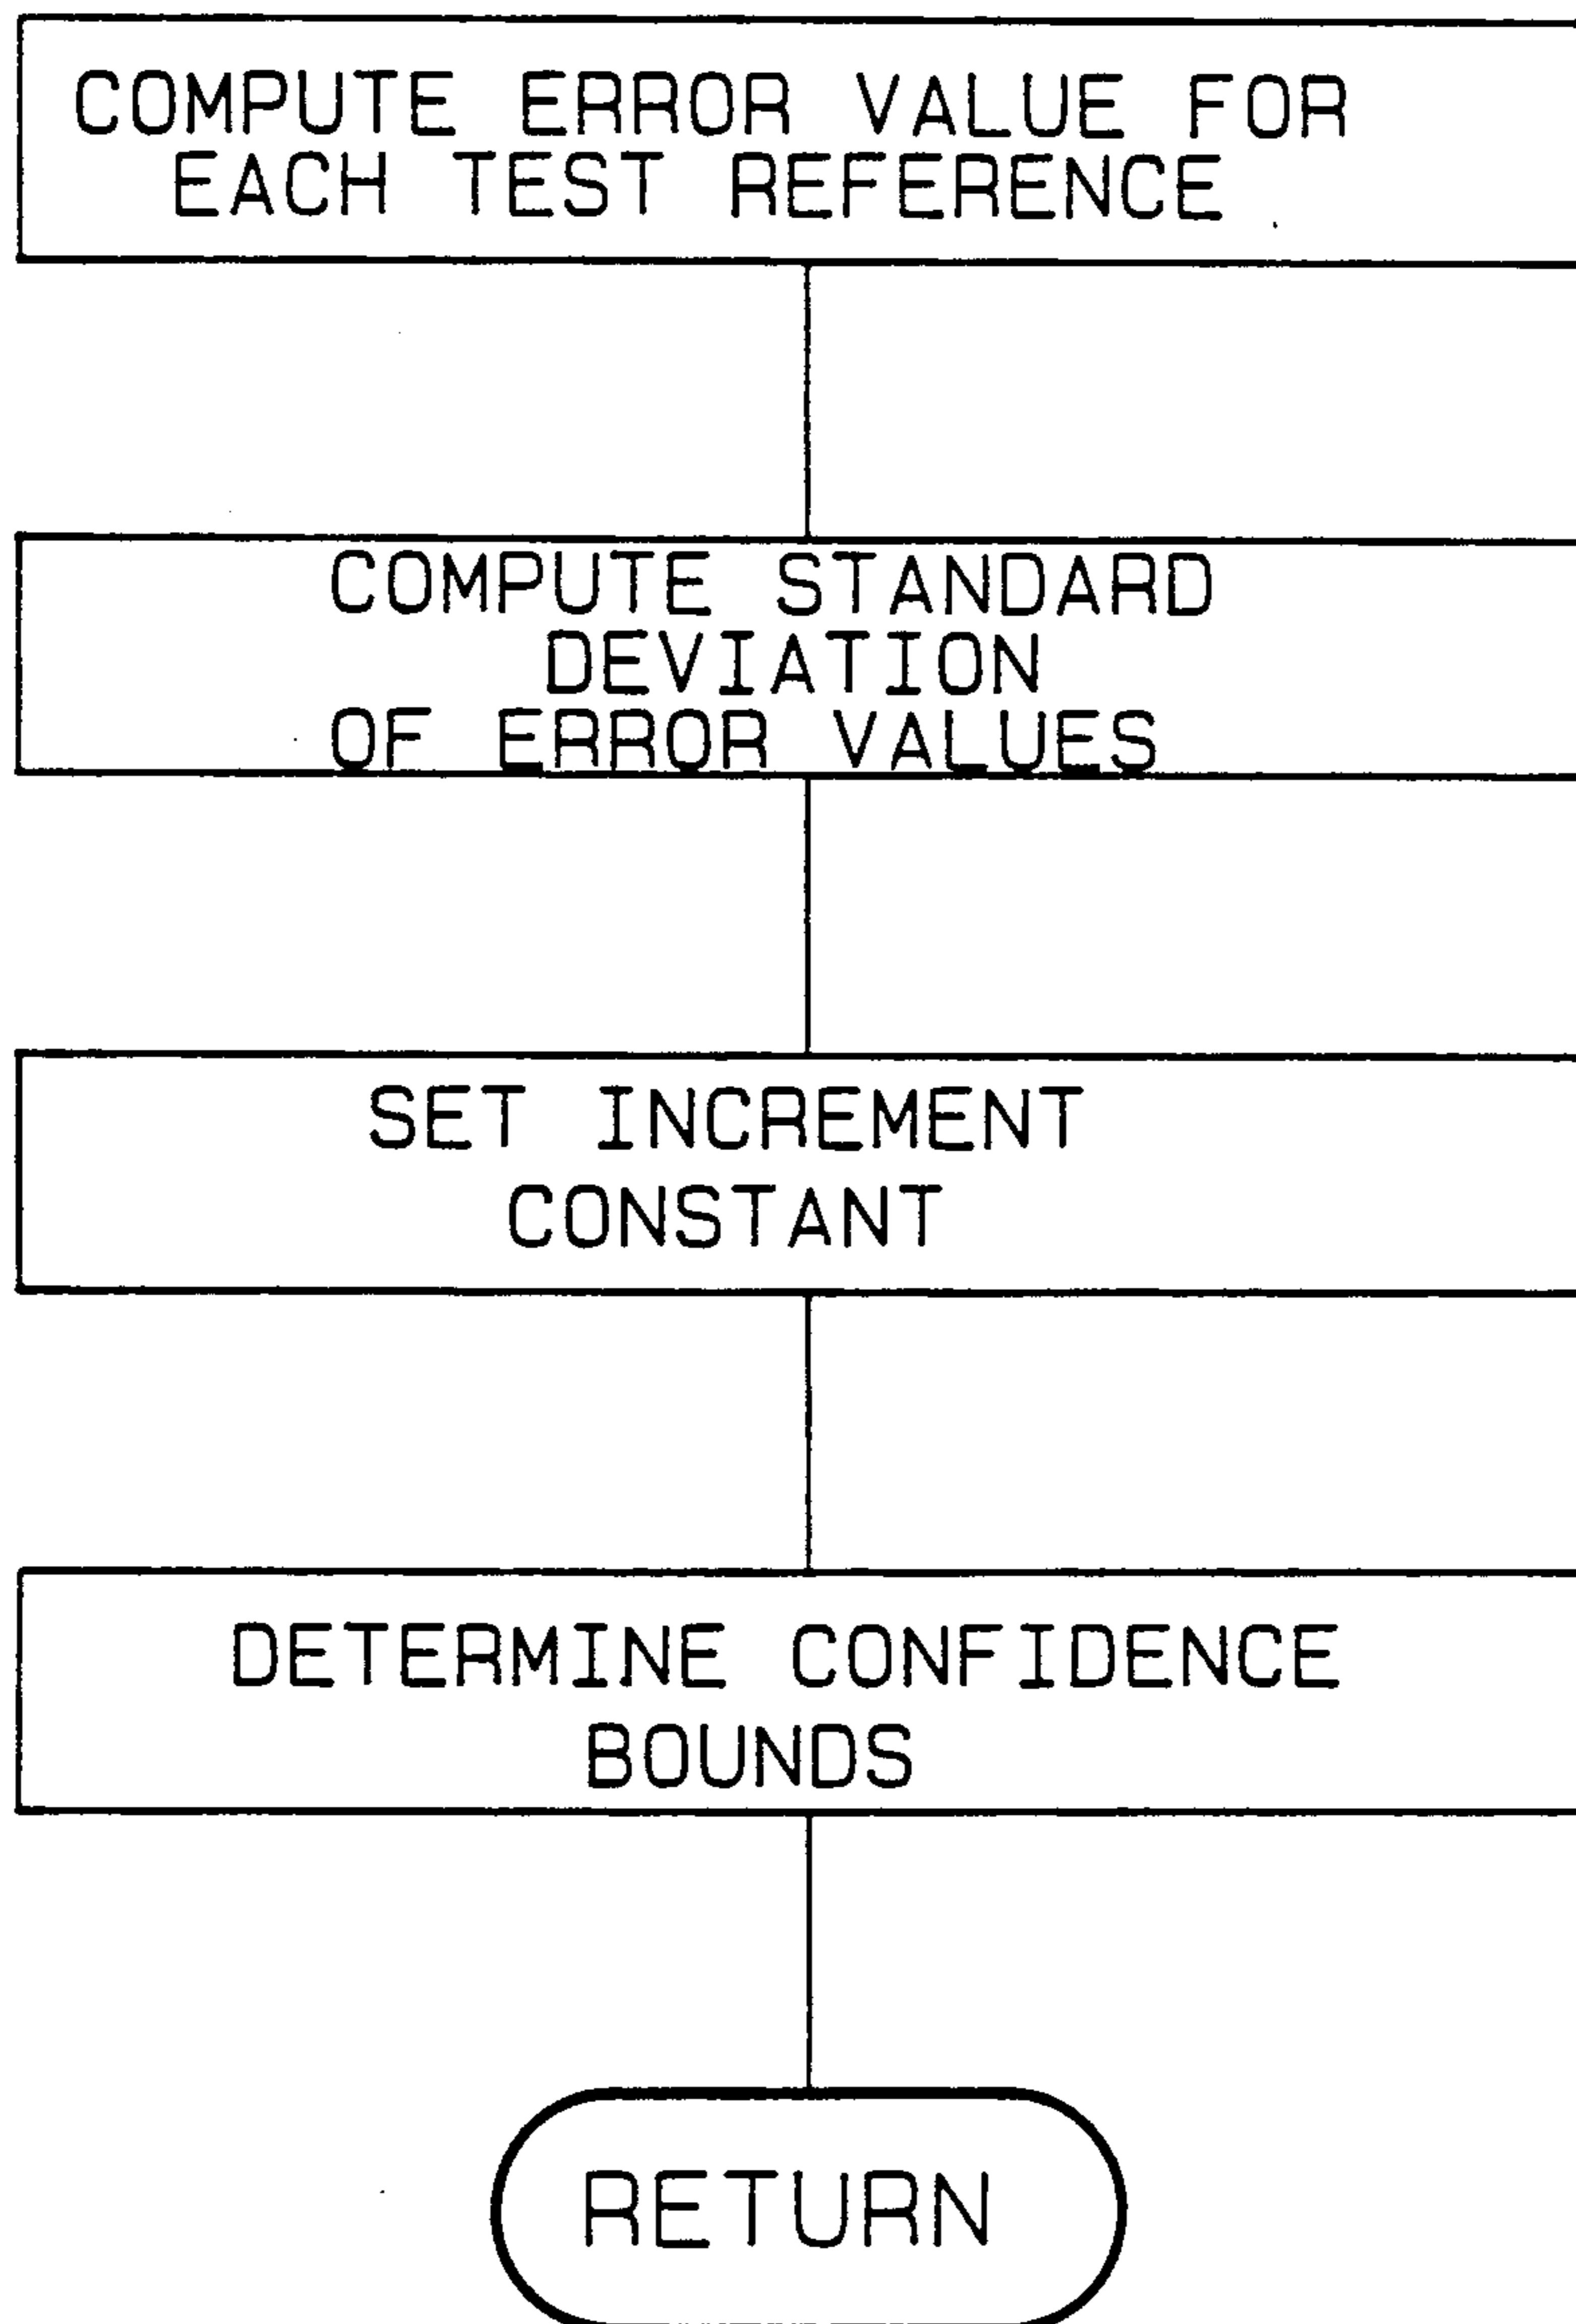 COMPUTE ERROR VALUE FOR
EACH TEST REFERENCE
COMPUTE STANDARD
DEVIATION
OF ERROR VALUES
SET INCREMENT
CONSTANT
DETERMINE CONFIDENCE
BOUNDS
RETURN